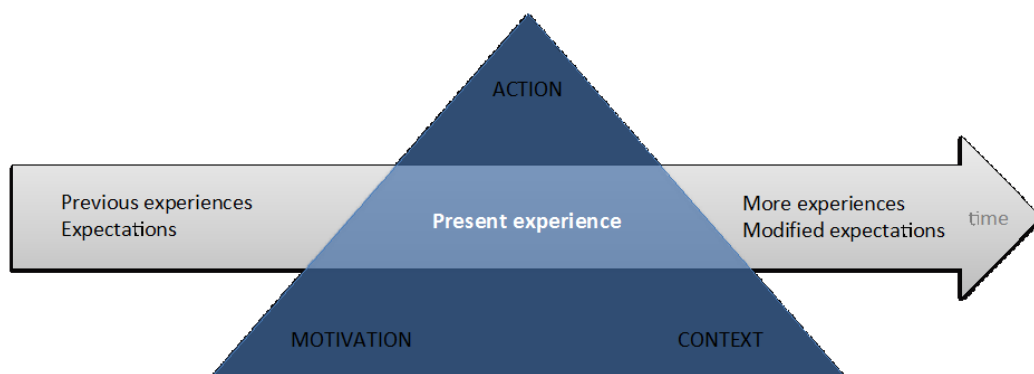 ACTION
Previous experiences
Expectations
Present experience
More experiences
Modified expectations
time
MOTIVATION
CONTEXT